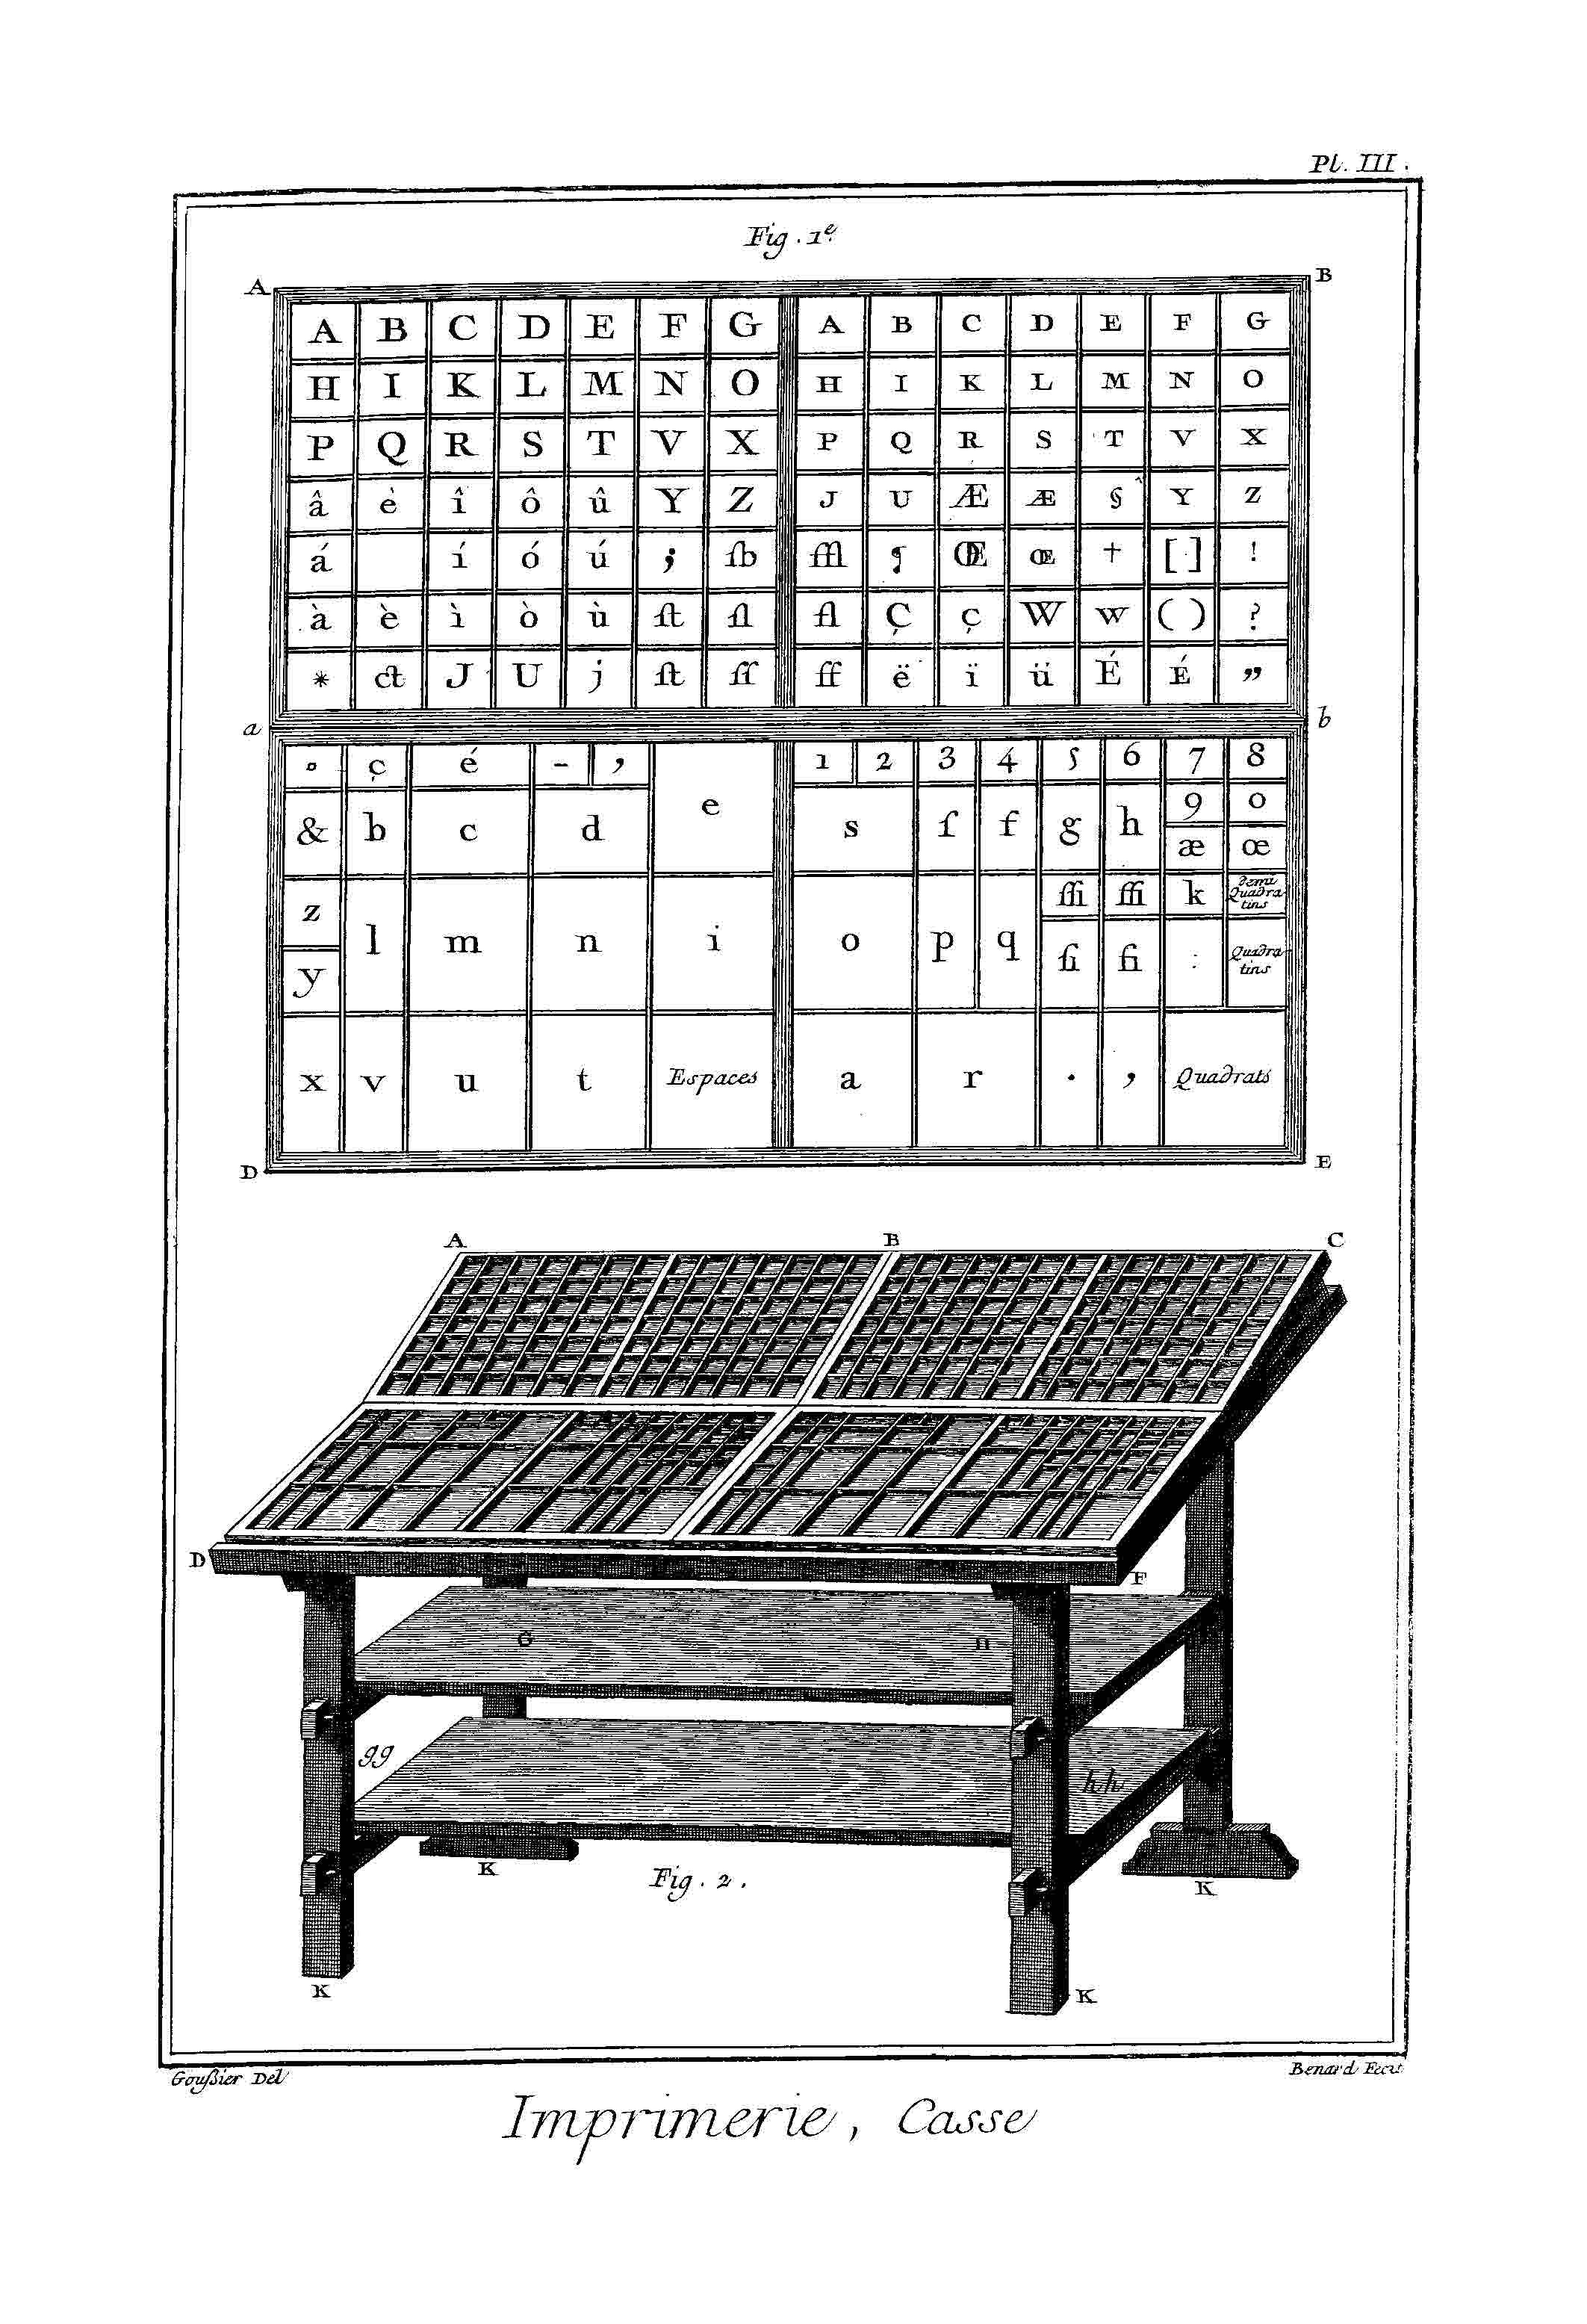 Pl. III.
Fig. 1e.
A B
A B C D E F G A B C D E F G
H I K L M N O H I K L M N O
P Q R S T V X P Q R S T V X
â è î ô û Y Z J U Æ Æ § Y Z
á í ó ú ; ſb ffl ¶ Œ Œ † [ ] !
à è ì ò ù ſt ſl fl Ç ç W w ( ) ?
* ct J U j ſt ſſ ff ë ï ü É É ”
a b
ç é - ’ e 1 2 3 4 5 6 7 8
& b c d s ſ f g h 9 0
æ œ
z l m n i o p q ſſi ffi k demi Quadratins
y ſi fi : Quadratins
x v u t Espaces a r . , Quadrats
D E
A B C
D F
G H
gg hh
K Fig. 2. K
K K
Goußier Del Benard Fecit
Imprimerie, Casse